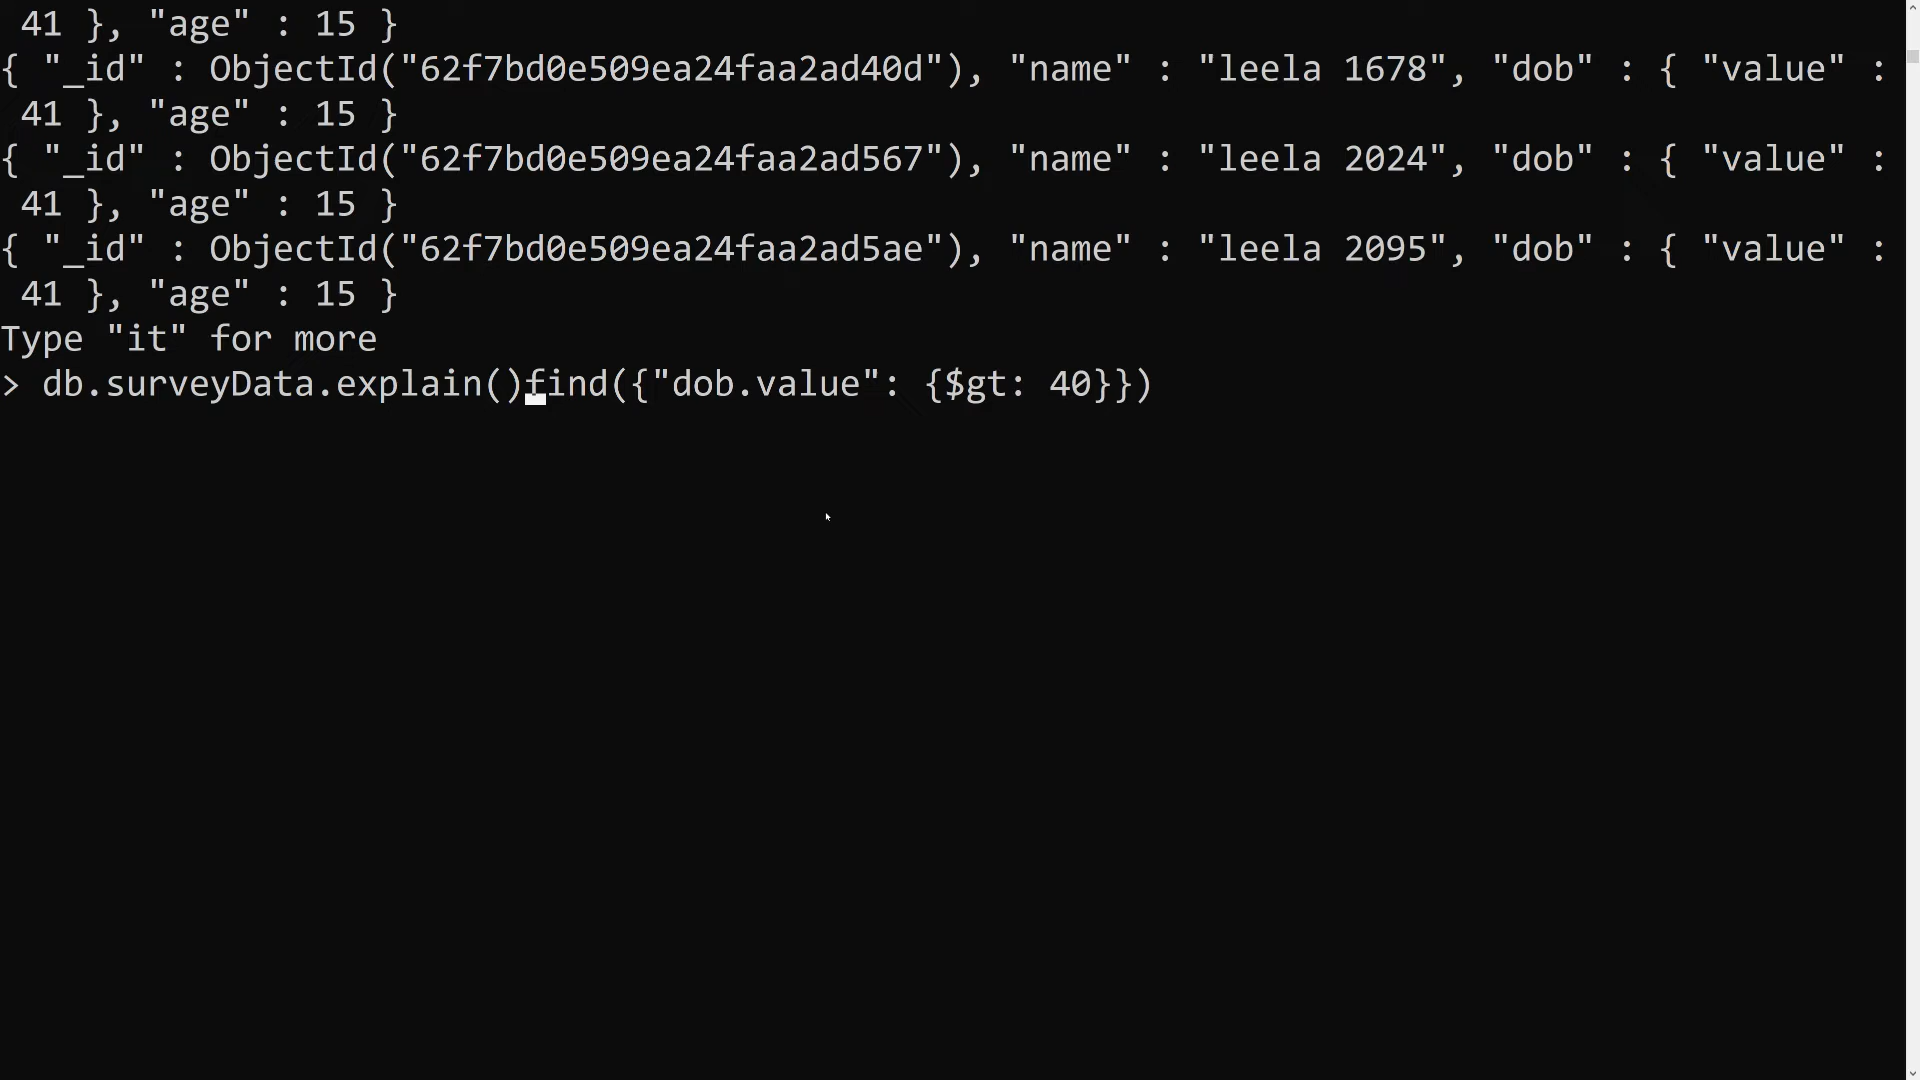 41 }, "age" : 15 }
{ "_id" : ObjectId("62f7bd0e509ea24faa2ad40d"), "name" : "leela 1678", "dob" : { "value" :
41 }, "age" : 15 }
{ "_id" : ObjectId("62f7bd0e509ea24faa2ad567"), "name" : "leela 2024", "dob" : { "value" :
41 }, "age" : 15 }
{ "_id" : ObjectId("62f7bd0e509ea24faa2ad5ae"), "name" : "leela 2095", "dob" : { "value" :
41 }, "age" : 15 }
Type "it" for more
> db.surveyData.explain()find({"dob.value": {$gt: 40}})